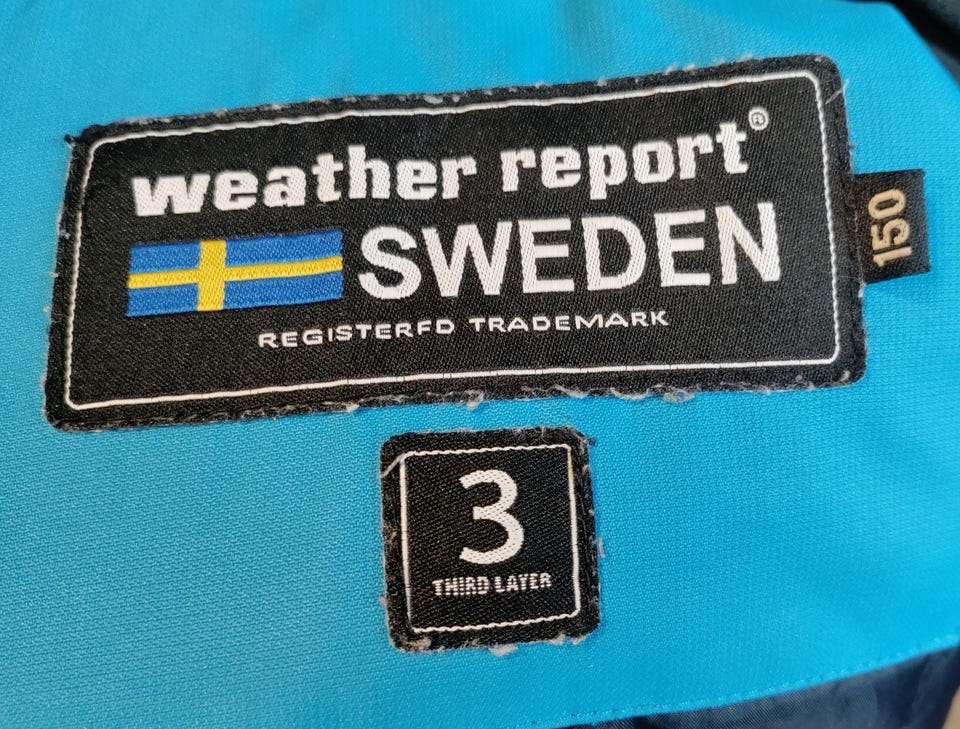 weather report®
SWEDEN
REGISTERFD TRADEMARK
150
3
THIRD LAYER